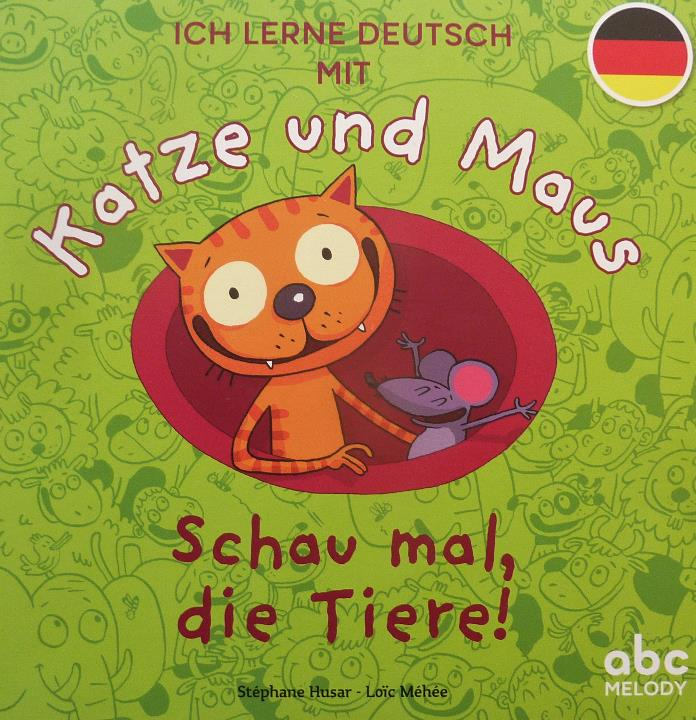 ICH LERNE DEUTSCH
MIT
Katze und Maus
Schau mal,
die Tiere!
abc
MELODY
Stéphane Husar - Loïc Méhée